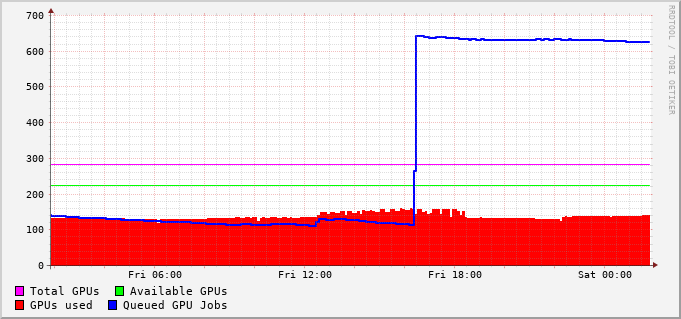 700
600
500
400
300
200
100
0
Fri 06:00 Fri 12:00 Fri 18:00 Sat 00:00
Total GPUs Available GPUs
GPUs used Queued GPU Jobs
RRDTOOL / TOBI OETIKER